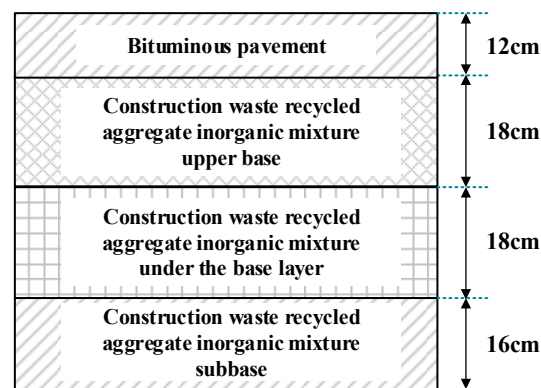 Bituminous pavement
12cm
Construction waste recycled
aggregate inorganic mixture
upper base
18cm
Construction waste recycled
aggregate inorganic mixture
under the base layer
18cm
Construction waste recycled
aggregate inorganic mixture
subbase
16cm